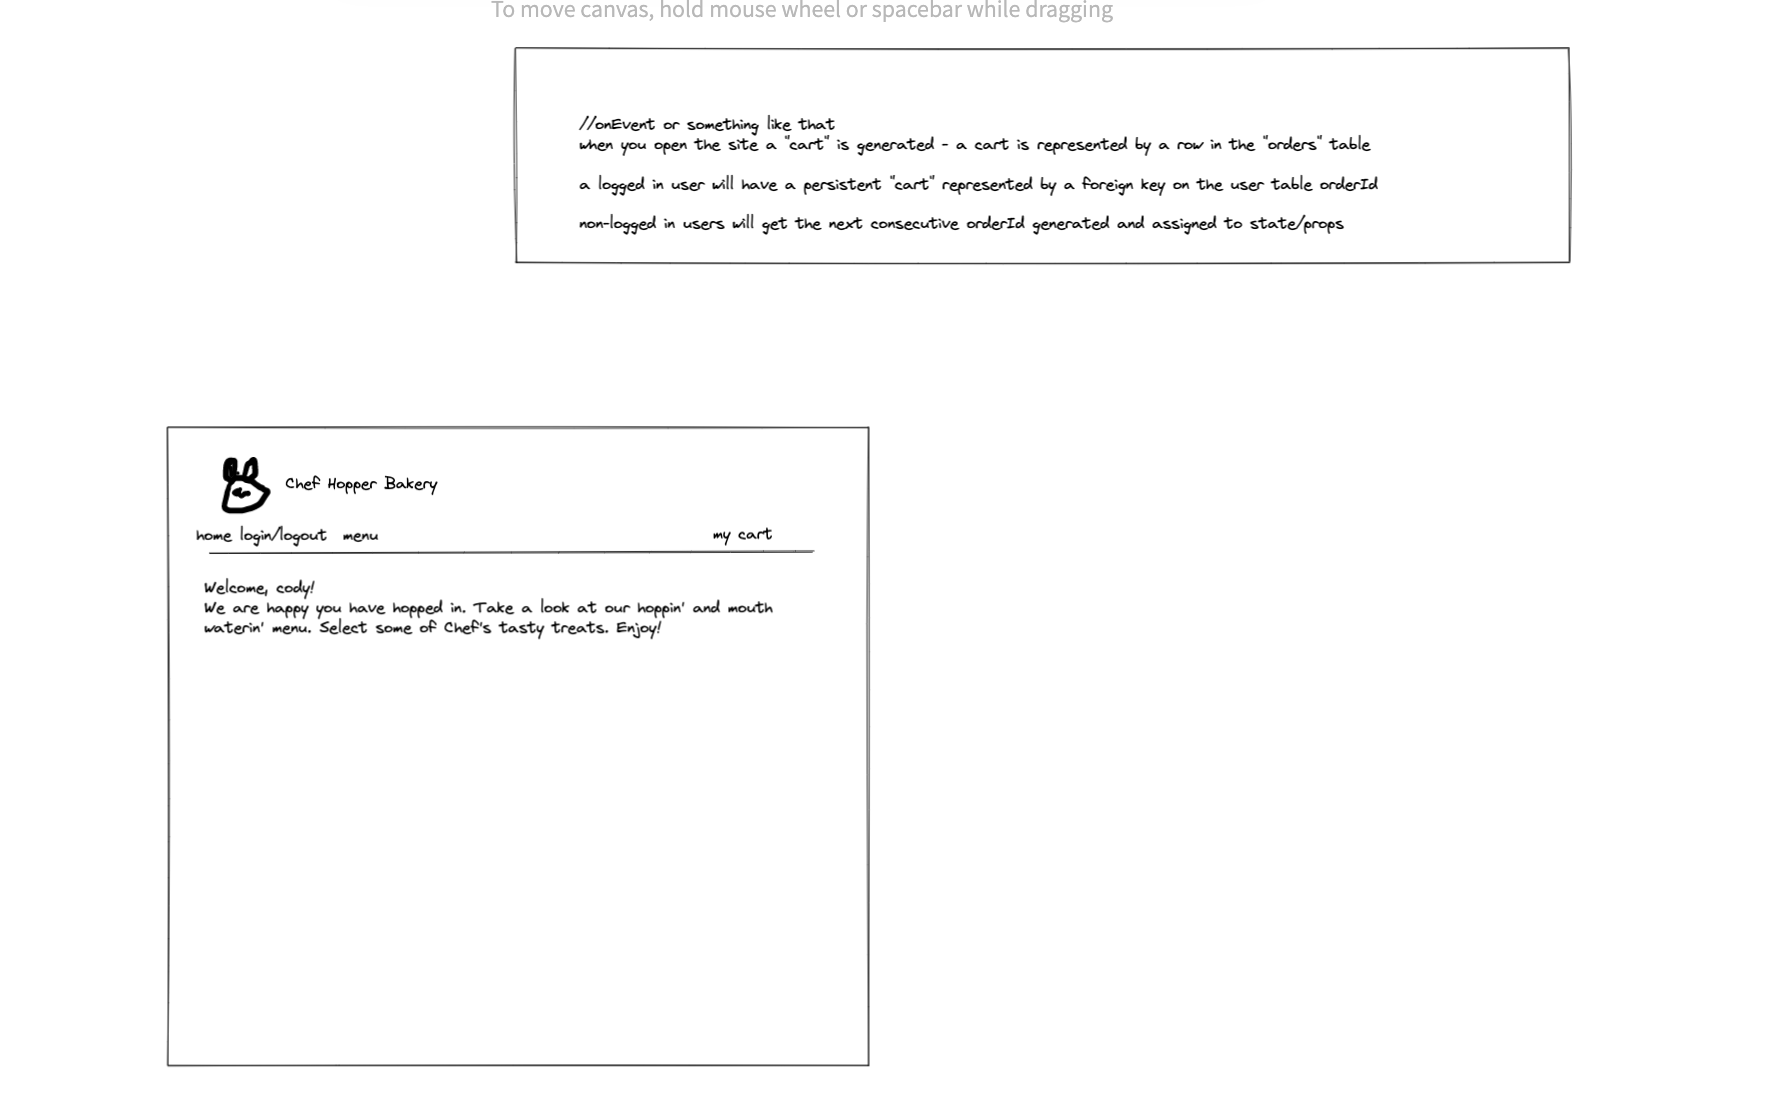 To move canvas, hold mouse wheel or spacebar while dragging
//onEvent or something like that
when you open the site a "cart" is generated - a cart is represented by a row in the "orders" table
a logged in user will have a persistent "cart" represented by a foreign key on the user table orderId
non-logged in users will get the next consecutive orderId generated and assigned to state/props
Chef Hopper Bakery
home login/logout menu my cart
Welcome, cody!
We are happy you have hopped in. Take a look at our hoppin' and mouth
waterin' menu. Select some of Chef's tasty treats. Enjoy!